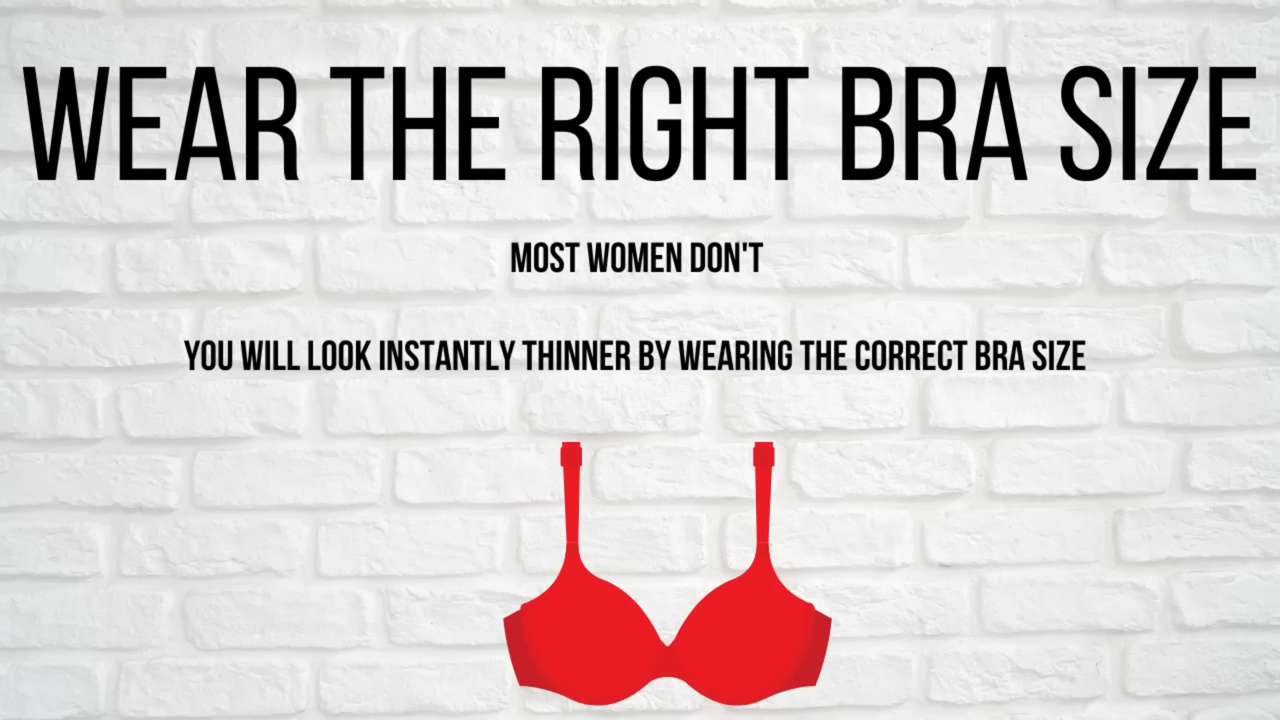 WEAR THE RIGHT BRA SIZE
MOST WOMEN DON'T
YOU WILL LOOK INSTANTLY THINNER BY WEARING THE CORRECT BRA SIZE